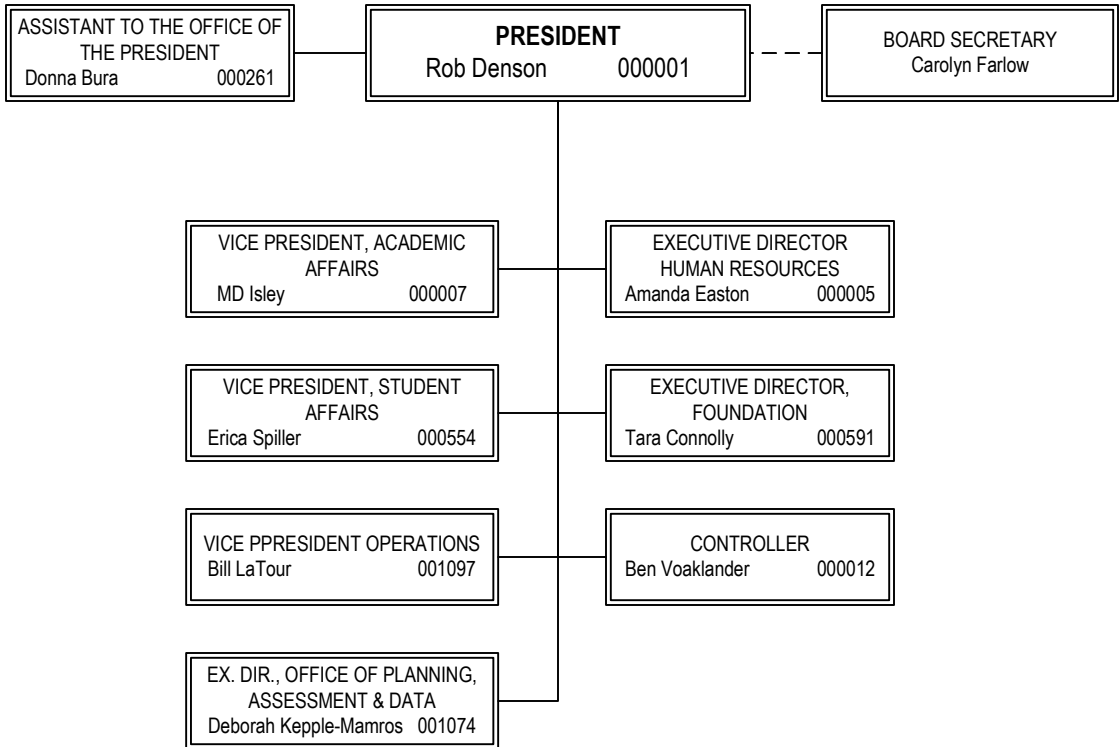 ASSISTANT TO THE OFFICE OF
THE PRESIDENT
Donna Bura 000261
PRESIDENT
Rob Denson 000001
BOARD SECRETARY
Carolyn Farlow
VICE PRESIDENT, ACADEMIC
AFFAIRS
MD Isley 000007
EXECUTIVE DIRECTOR
HUMAN RESOURCES
Amanda Easton 000005
VICE PRESIDENT, STUDENT
AFFAIRS
Erica Spiller 000554
EXECUTIVE DIRECTOR,
FOUNDATION
Tara Connolly 000591
VICE PPRESIDENT OPERATIONS
Bill LaTour 001097
CONTROLLER
Ben Voaklander 000012
EX. DIR., OFFICE OF PLANNING,
ASSESSMENT & DATA
Deborah Kepple-Mamros 001074